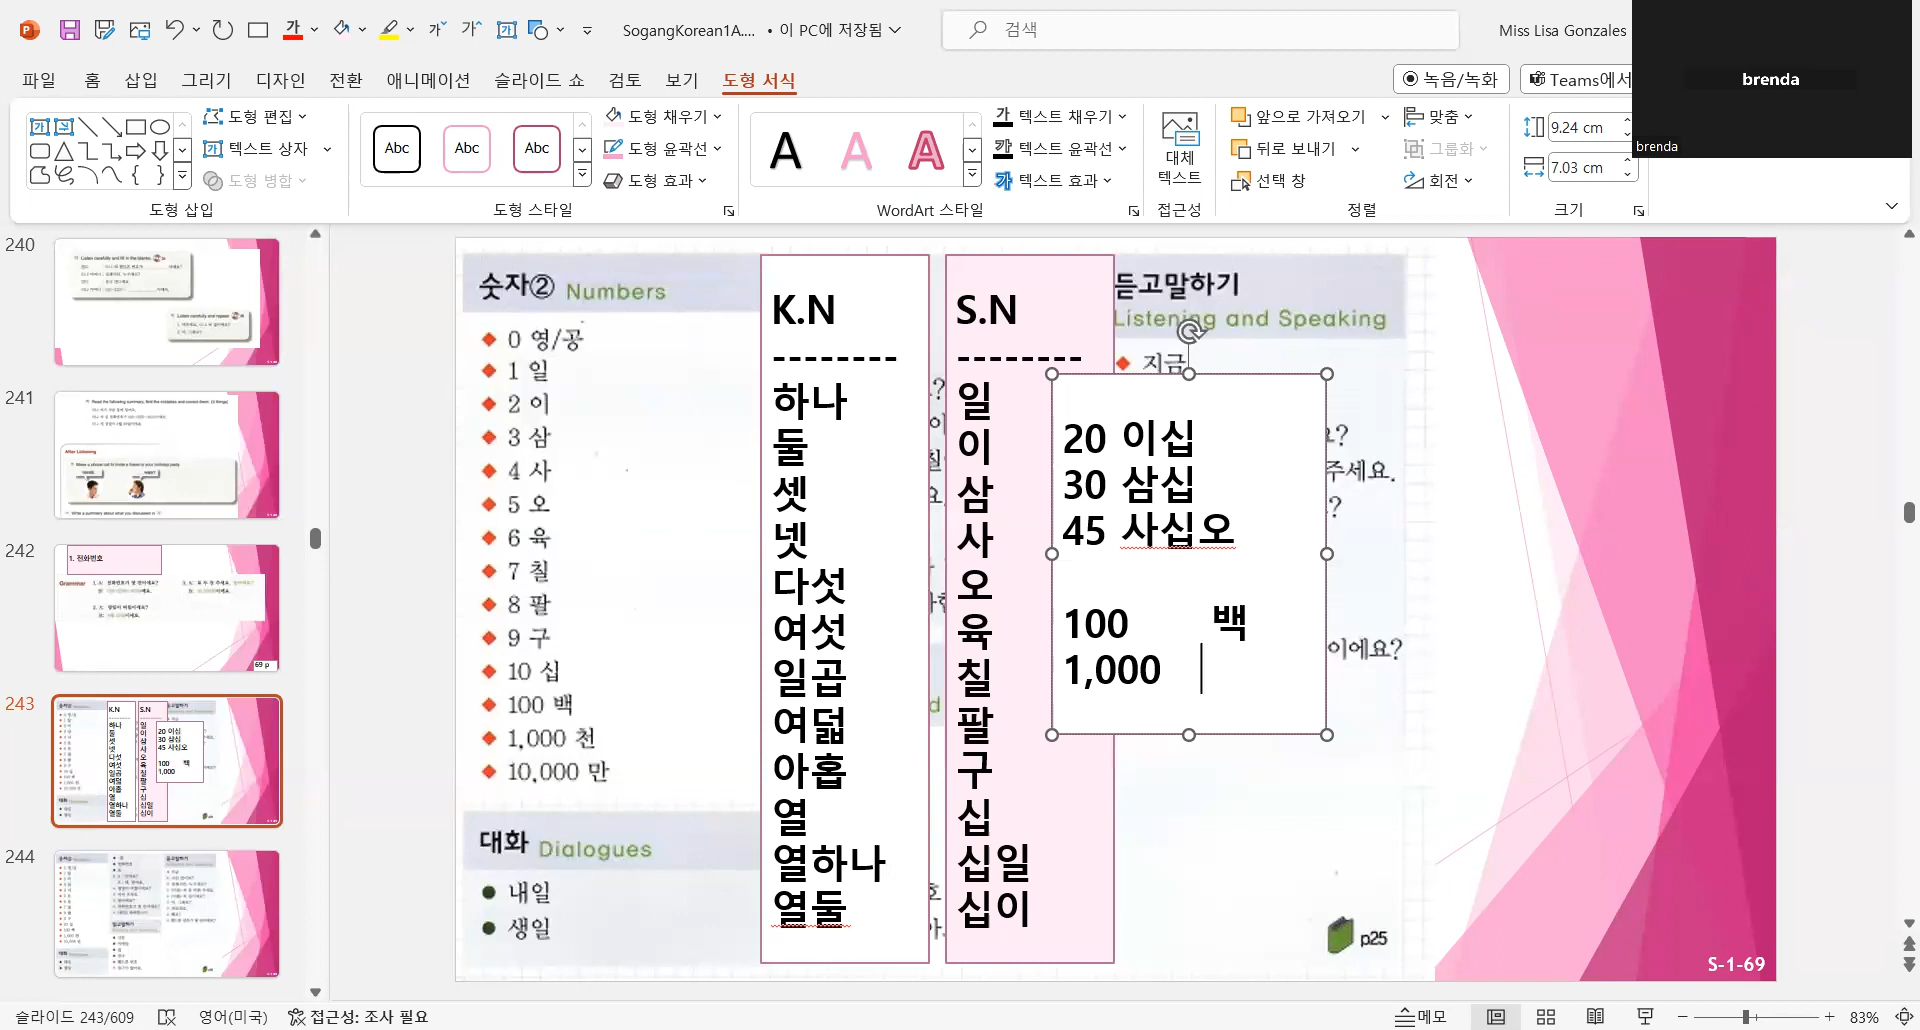 SogangKorean1A.... • 이 PC에 저장됨
검색
Miss Lisa Gonzales
brenda
brenda
파일 홈 삽입 그리기 디자인 전환 애니메이션 슬라이드 쇼 검토 보기 도형 서식
녹음/녹화
Teams에서
도형 편집
텍스트 상자
도형 병합
도형 삽입
Abc Abc Abc
도형 채우기
도형 윤곽선
도형 효과
도형 스타일
A A A
텍스트 채우기
텍스트 윤곽선
텍스트 효과
WordArt 스타일
대체
텍스트
접근성
앞으로 가져오기
뒤로 보내기
선택 창
맞춤
그룹화
회전
정렬
9.24 cm
7.03 cm
크기
240
241
242
1. 전화번호
69 p
243
244
숫자② Numbers
0 영/공
1 일
2 이
3 삼
4 사
5 오
6 육
7 칠
8 팔
9 구
10 십
100 백
1,000 천
10,000 만
대화 Dialogues
내일
생일
K.N
--------
하나
둘
셋
넷
다섯
여섯
일곱
여덟
아홉
열
열하나
열둘
S.N
--------
일
이
삼
사
오
육
칠
팔
구
십
십일
십이
듣고말하기
Listening and Speaking
지금
20 이십
30 삼십
45 사십오
100 백
1,000
주세요.
이에요?
p25
S-1-69
슬라이드 243/609
영어(미국)
접근성: 조사 필요
메모
83%